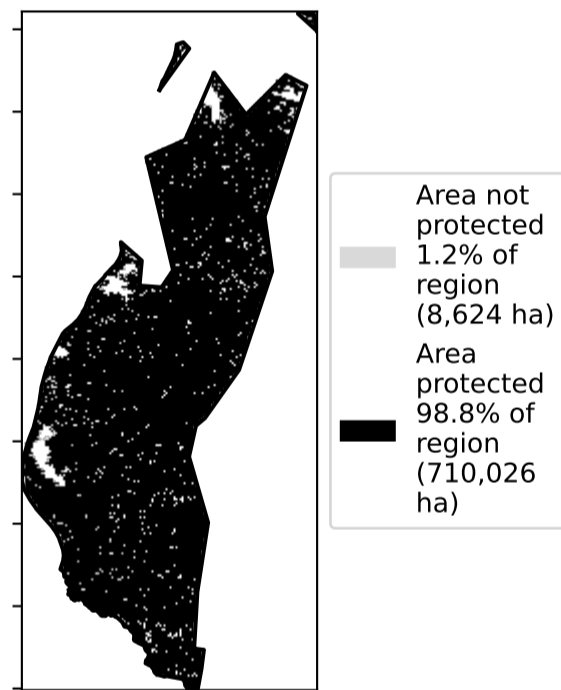 Area not
protected
1.2% of
region
(8,624 ha)
Area
protected
98.8% of
region
(710,026
ha)